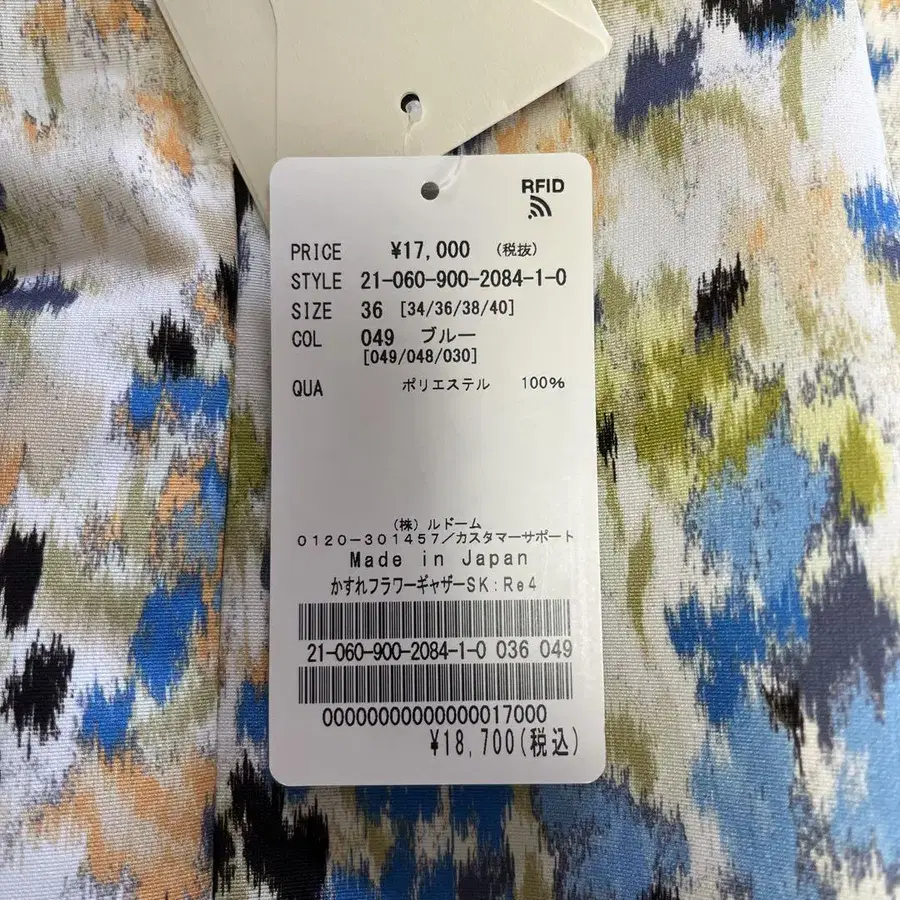 RFID
PRICE ¥17,000 (税抜)
STYLE 21-060-900-2084-1-0
SIZE 36 [34/36/38/40]
COL 049 ブルー
[049/048/030]
QUA ポリエステル 100%
(株)ルドーム
0120-301457/カスタマーサポート
Made in Japan
かすれフラワーギャザーSK:Re4
21-060-900-2084-1-0 036 049
00000000000000017000
¥18,700(税込)